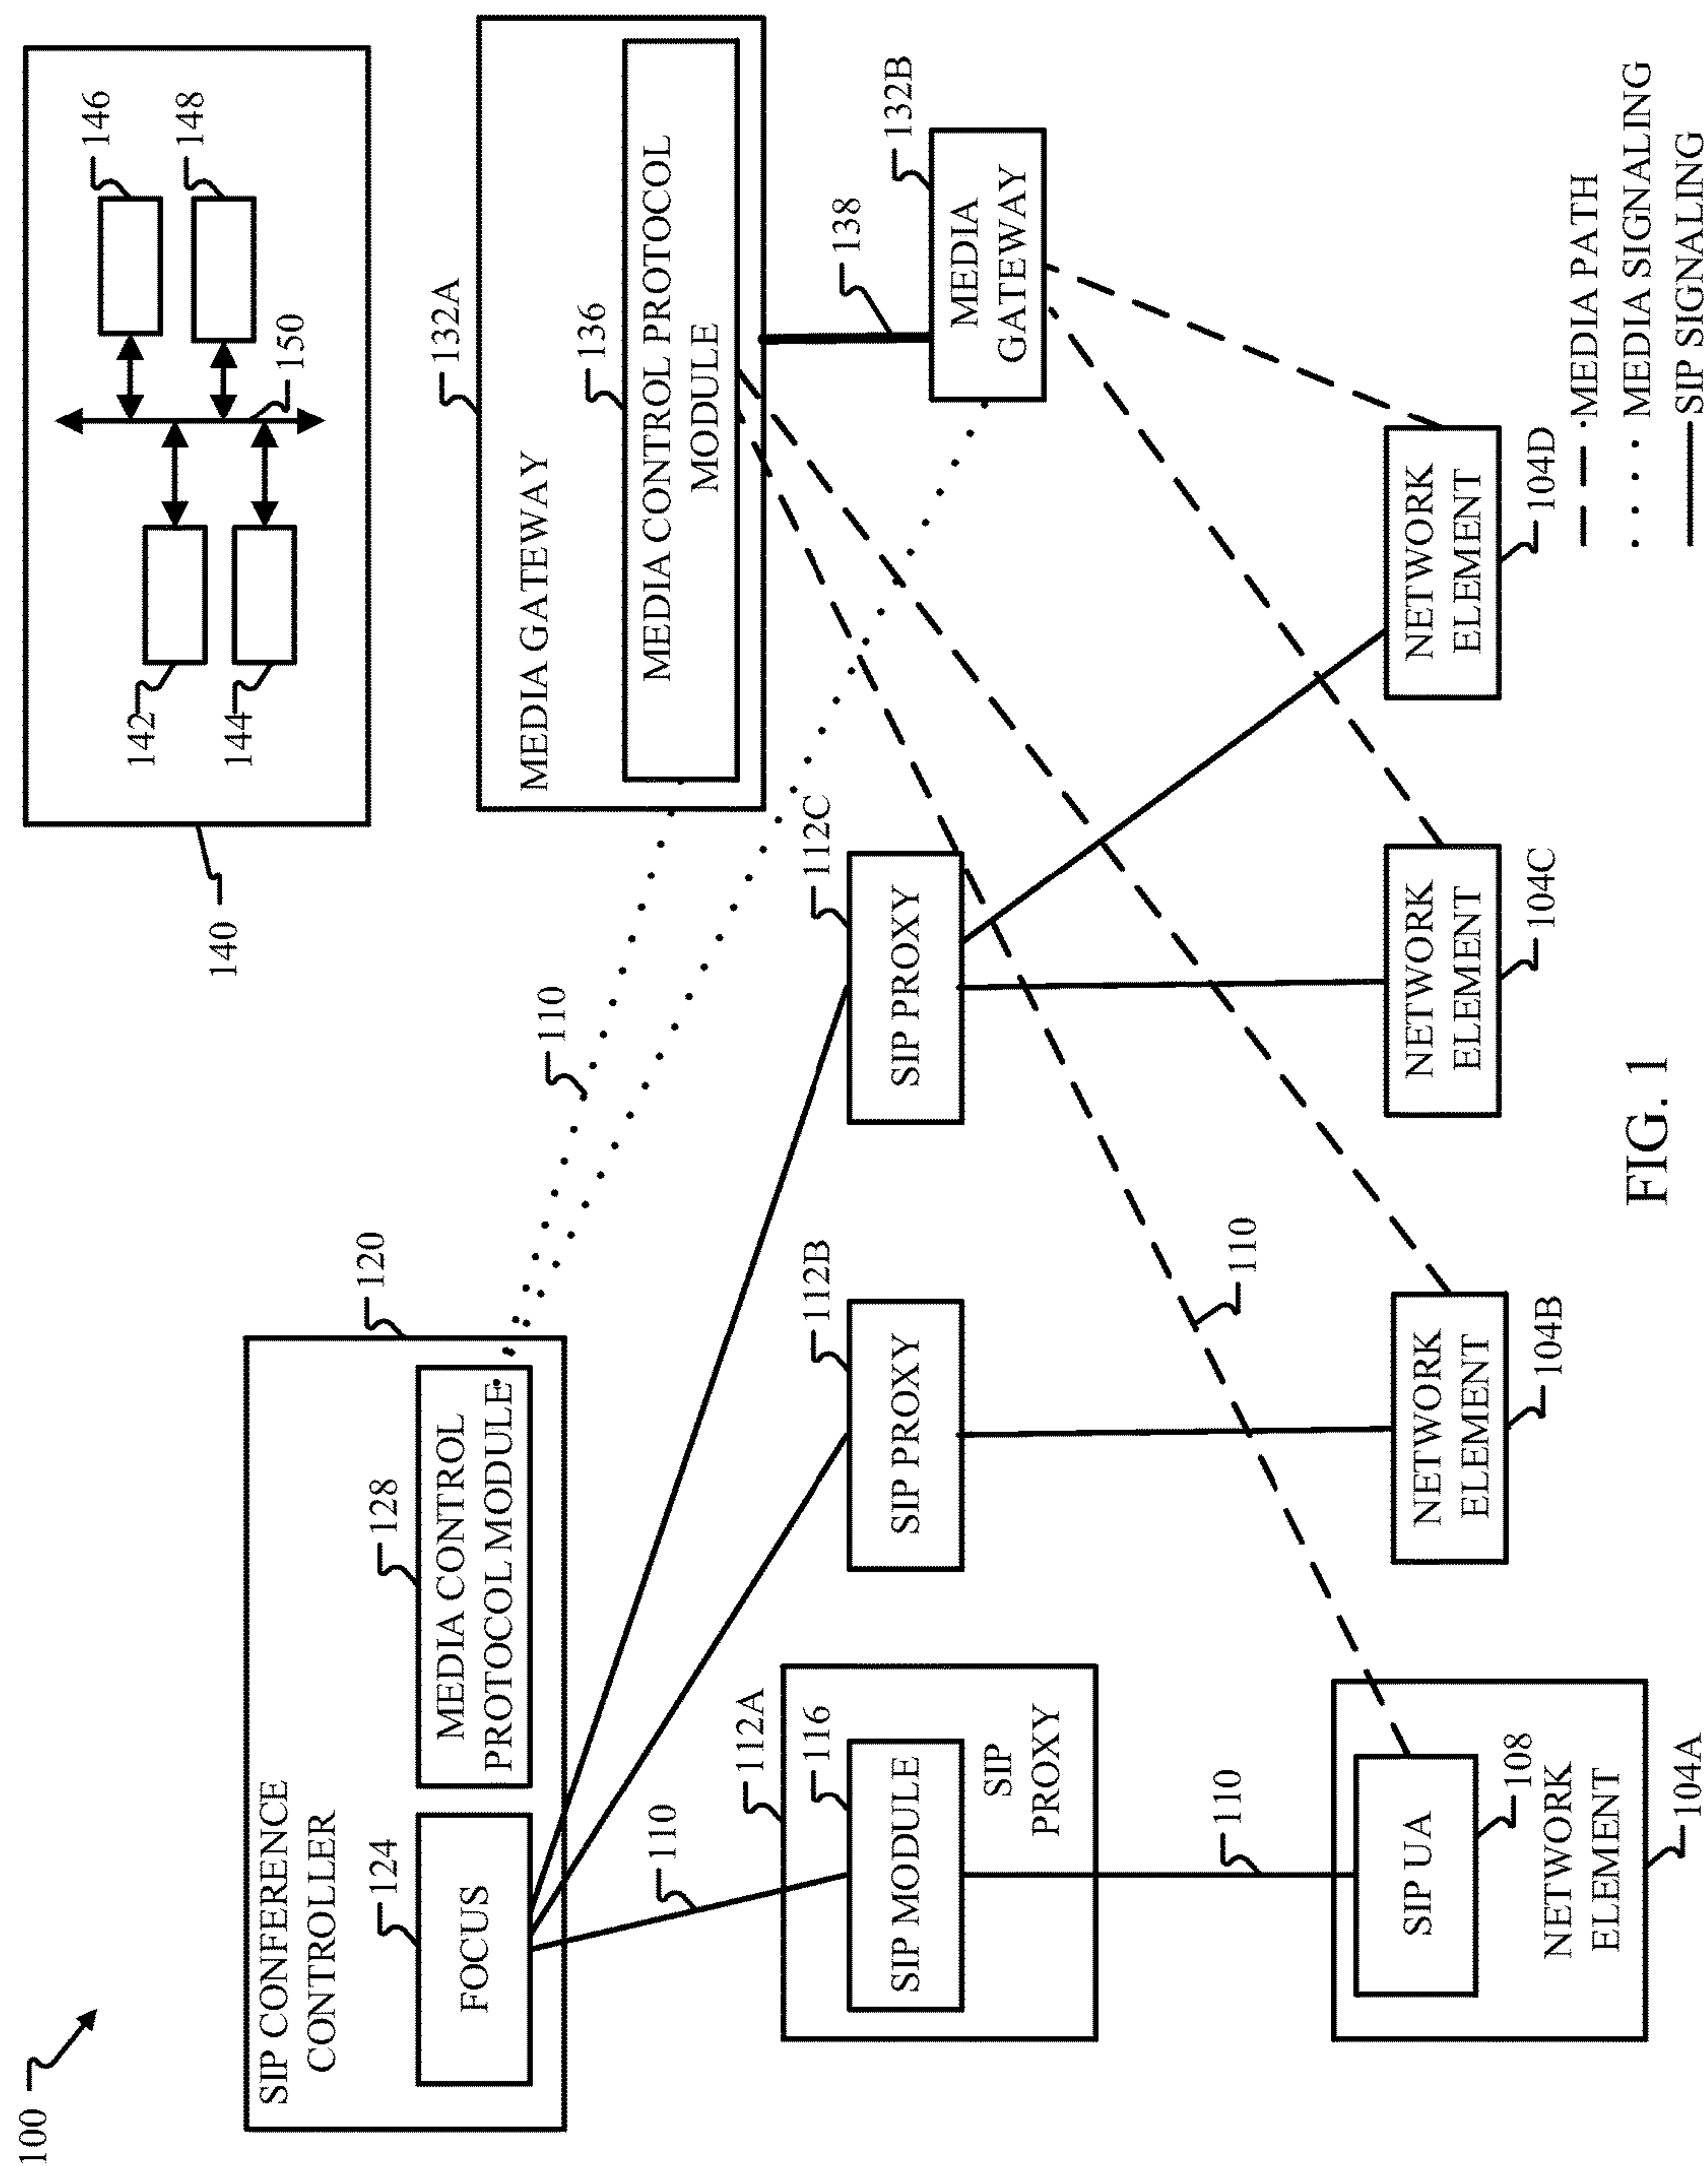 100
SIP CONFERENCE
CONTROLLER
120
124
FOCUS
128
MEDIA CONTROL
PROTOCOL MODULE
140
142
144
146
148
150
132A
MEDIA GATEWAY
136
MEDIA CONTROL PROTOCOL
MODULE
110
110
112A
116
SIP MODULE
SIP
PROXY
112B
SIP PROXY
112C
SIP PROXY
138
132B
MEDIA
GATEWAY
110
110
SIP UA
108
NETWORK
ELEMENT
104A
NETWORK
ELEMENT
104B
NETWORK
ELEMENT
104C
NETWORK
ELEMENT
104D
MEDIA PATH
MEDIA SIGNALING
SIP SIGNALING
FIG. 1